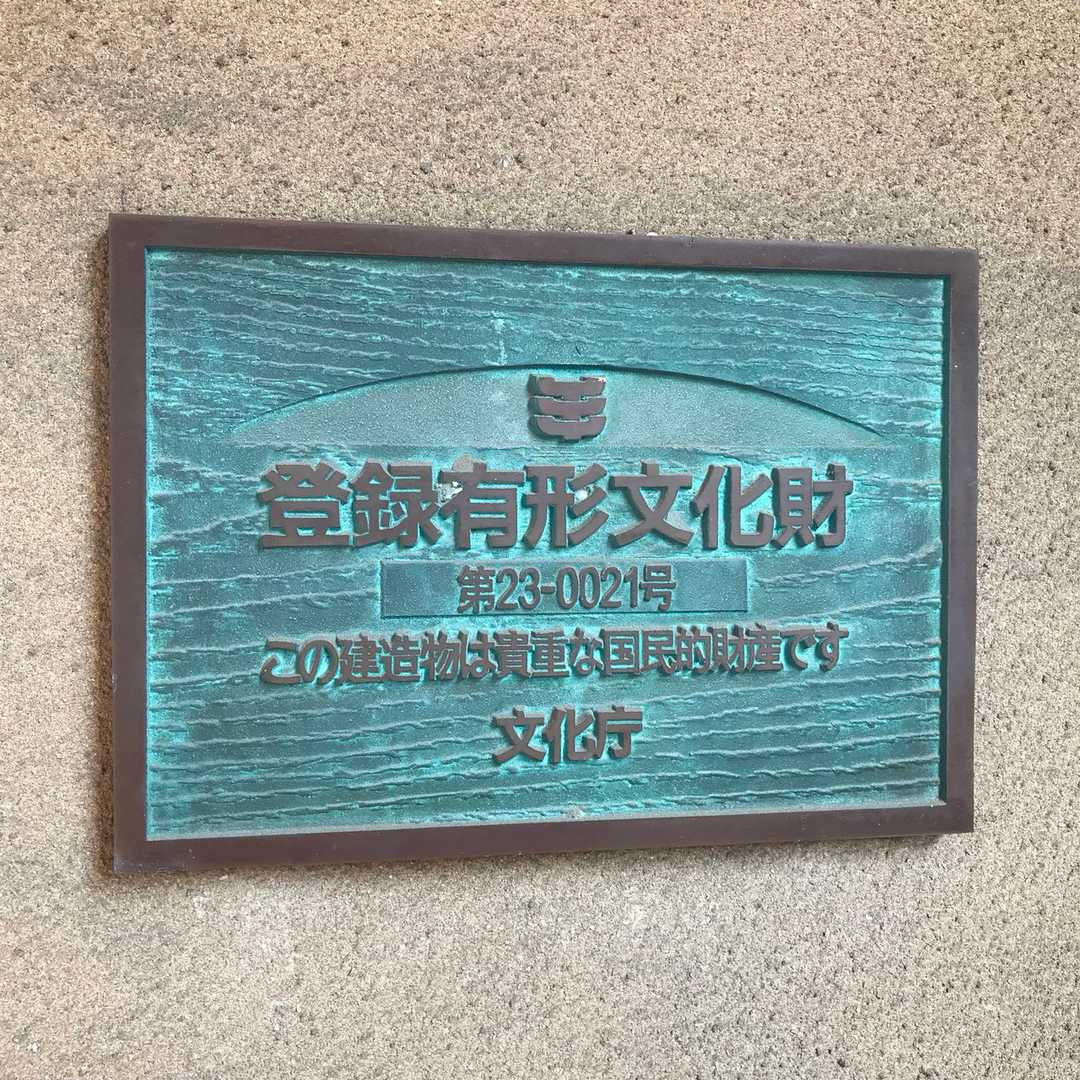 登録有形文化財
第23-0021号
この建造物は貴重な国民的財産です
文化庁